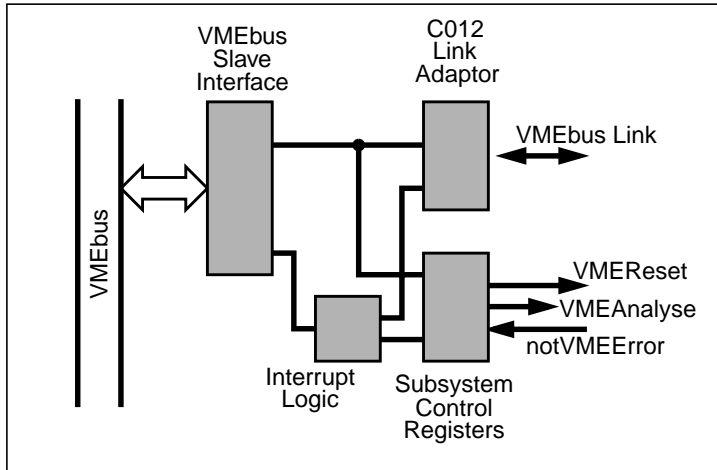 VMEbus
Slave
Interface
C012
Link
Adaptor
VMEbus Link
VMEbus
VMEReset
VMEAnalyse
notVMEError
Interrupt
Logic
Subsystem
Control
Registers